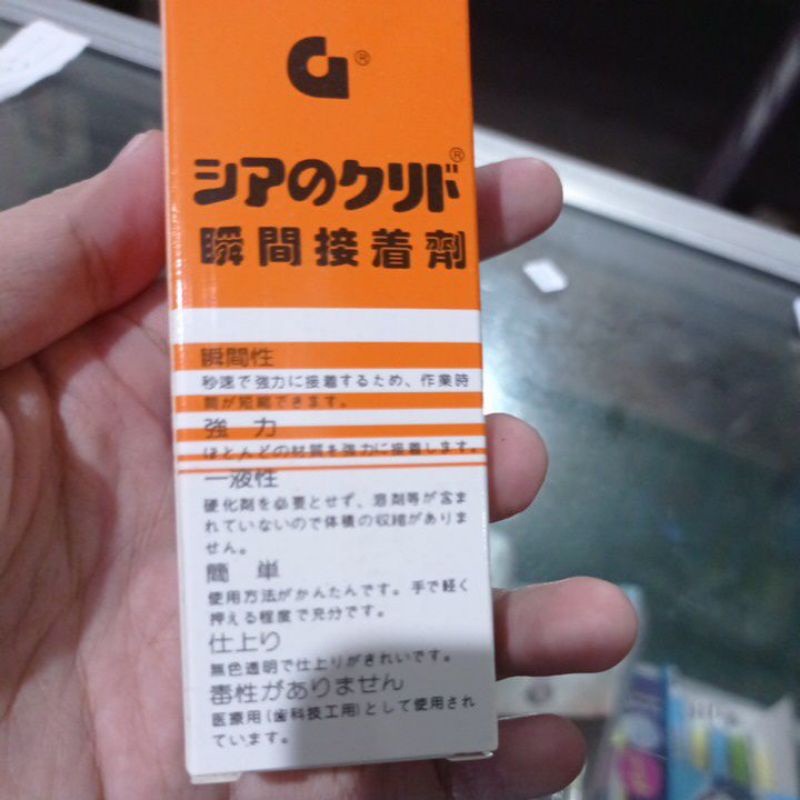 シアのクリド®
瞬間接着劑
瞬間性
秒速で強力に接着するため、作業時
間が短縮できます。
強 力
ほとんどの材質を強力に接着します。
一液性
硬化剤を必要とせず、溶剤等が含ま
れていないので体積の収縮がありま
せん。
簡 単
使用方法がかんたんです。手で軽く
押える程度で充分です。
仕上り
無色透明で仕上りがきれいです。
毒性がありません
医療用(歯科技工用)として使用され
ています。